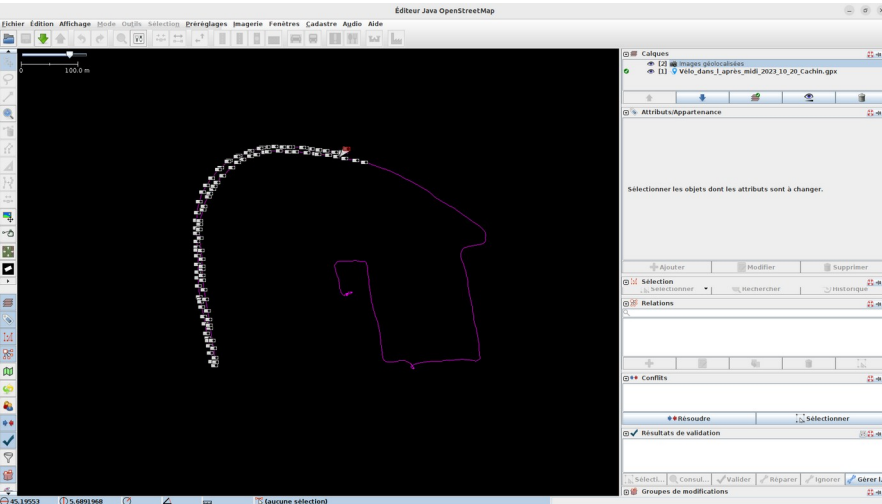 Éditeur Java OpenStreetMap
Fichier Édition Affichage Mode Outils Sélection Préréglages Imagerie Fenêtres Cadastre Audio Aide
0 100.0 m
Calques
[2] Images géolocalisées
[1] Vélo_dans_l_après_midi_2023_10_20_Cachin.gpx
Attributs/Appartenance
Sélectionner les objets dont les attributs sont à changer.
Ajouter Modifier Supprimer
Sélection
Sélectionner Rechercher Historique
Relations
Conflits
Résoudre Sélectionner
Résultats de validation
Sélecti... Consul... Valider Réparer Ignorer Gérer l.
Groupes de modifications
45.19553 5.6891968 (aucune sélection)